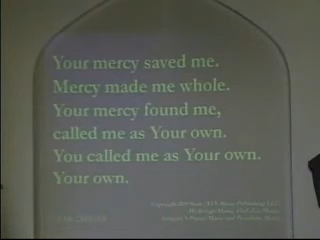 Your mercy saved me.
Mercy made me whole.
Your mercy found me,
called me as Your own.
You called me as Your own.
Your own.